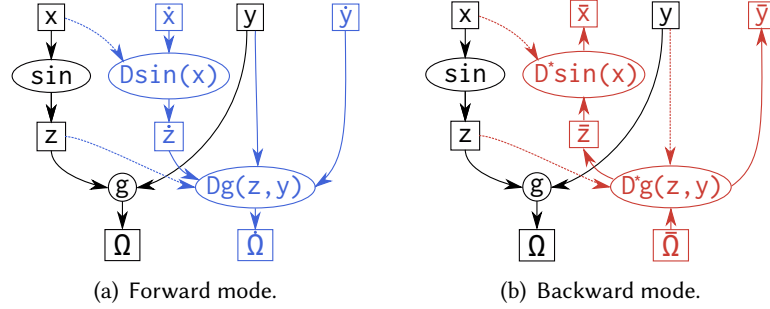 x ẋ y ẏ
sin Dsin(x)
z ż
g Dg(z,y)
Ω Ω̇
(a) Forward mode.
x x̄ y ȳ
sin D*sin(x)
z z̄
g D*g(z,y)
Ω Ω̄
(b) Backward mode.